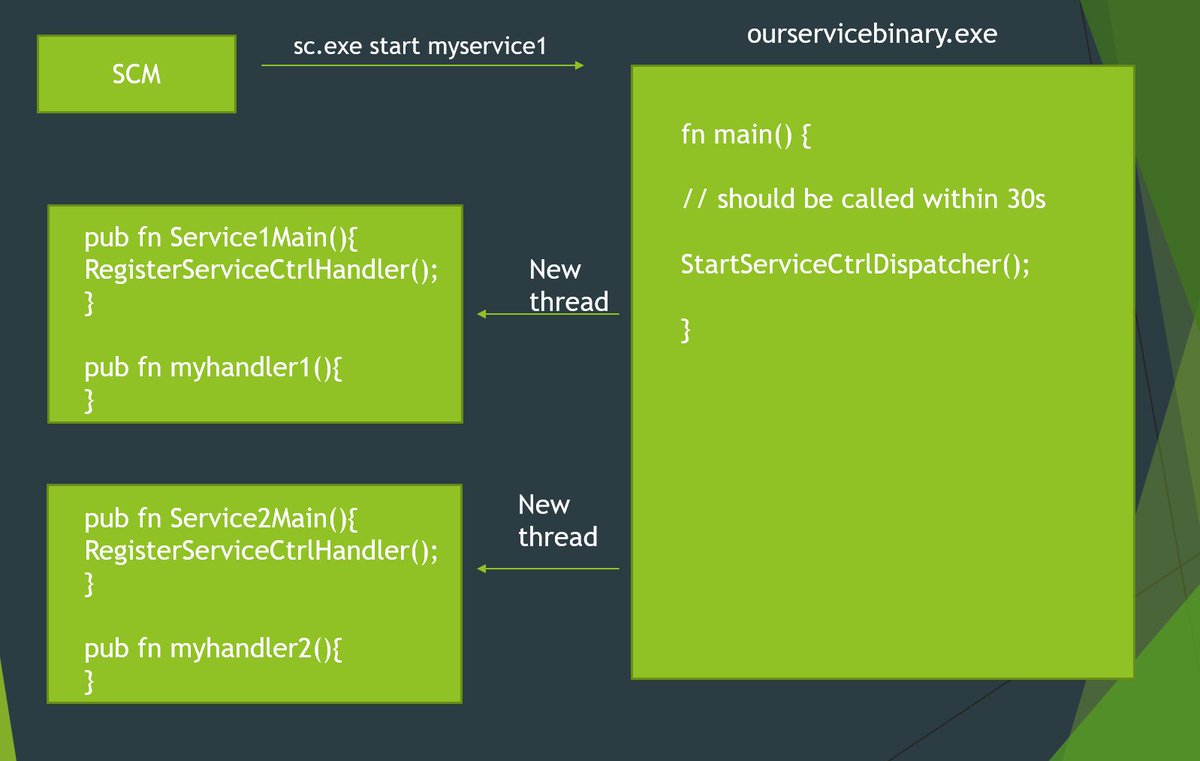 SCM
sc.exe start myservice1
ourservicebinary.exe
fn main() {
// should be called within 30s
StartServiceCtrlDispatcher();
}
pub fn Service1Main(){
RegisterServiceCtrlHandler();
}
pub fn myhandler1(){
}
New
thread
pub fn Service2Main(){
RegisterServiceCtrlHandler();
}
pub fn myhandler2(){
}
New
thread